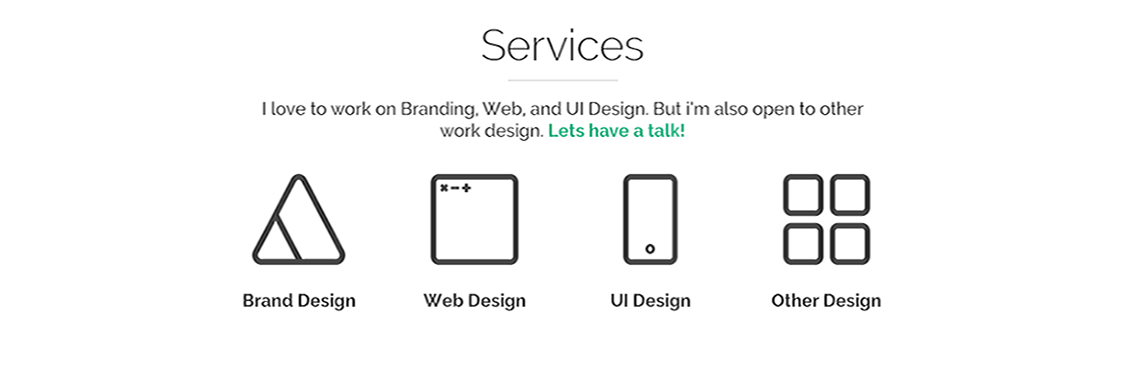 Services
I love to work on Branding, Web, and UI Design. But i'm also open to other
work design. Lets have a talk!
Brand Design
Web Design
UI Design
Other Design